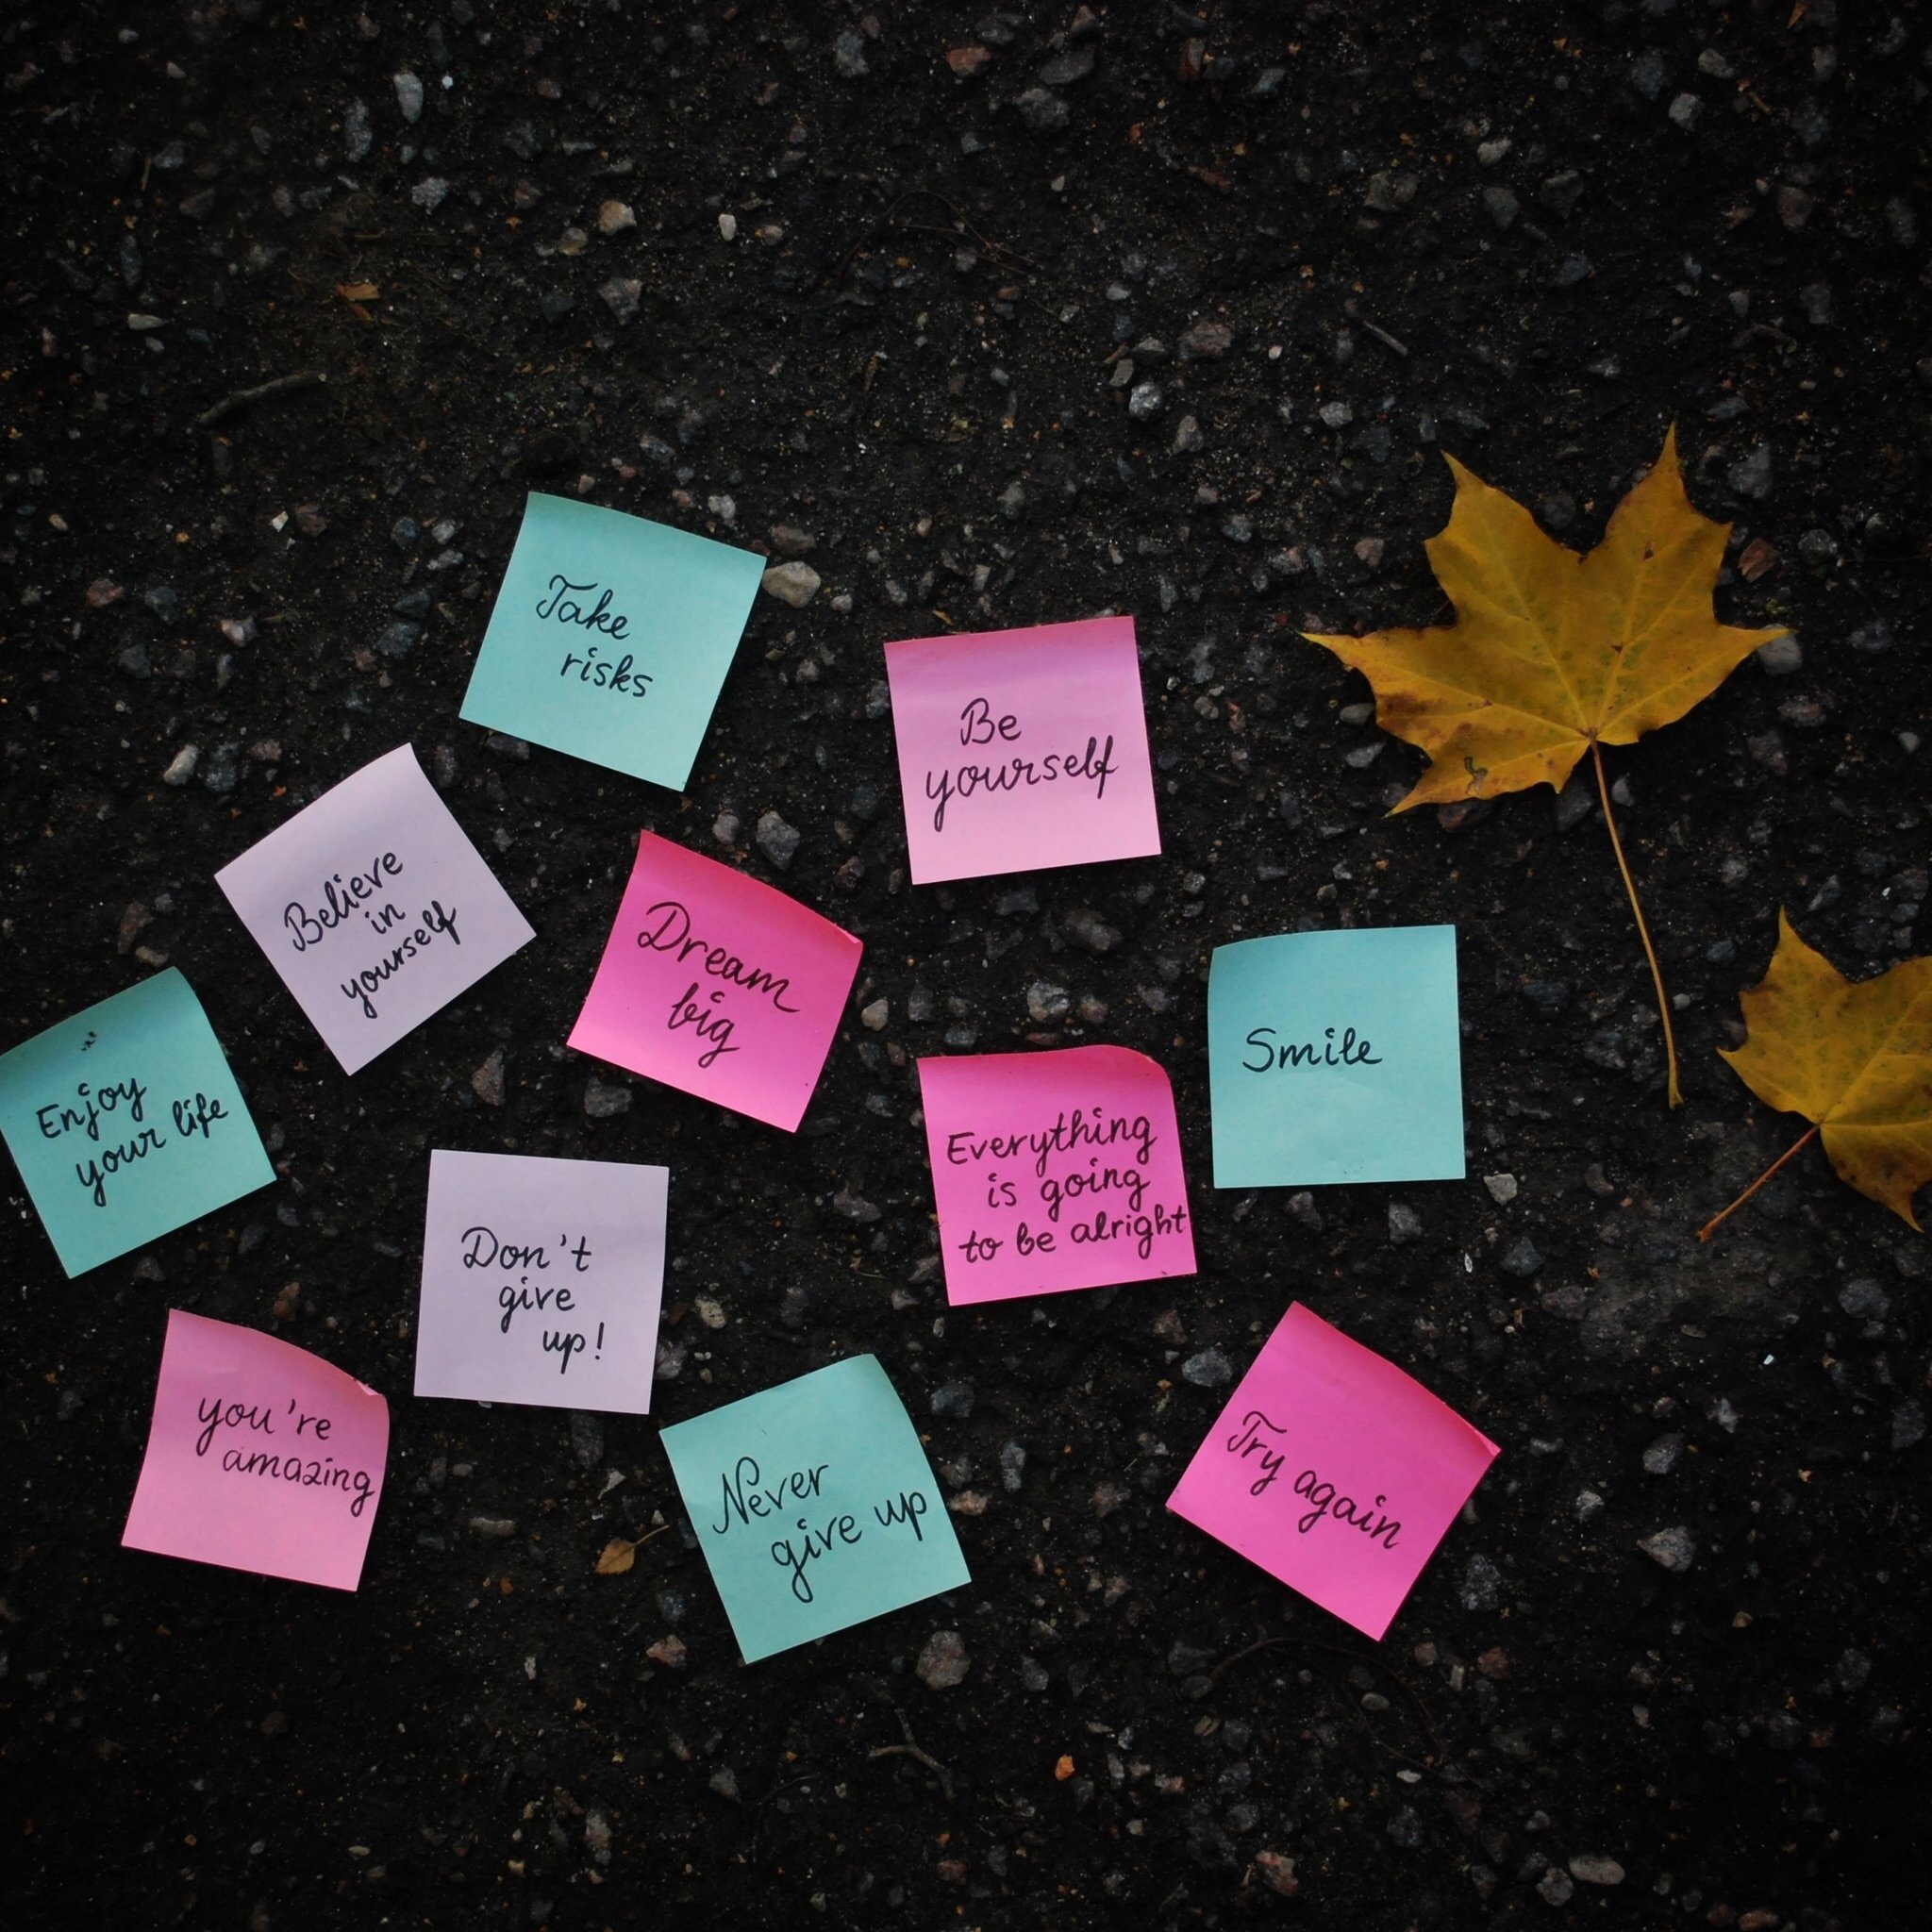 Take
risks
Be
yourself
Believe
in
yourself
Dream
big
Smile
Enjoy
your life
Everything
is going
to be alright
Don't
give
up!
you're
amazing
Never
give up
Try again